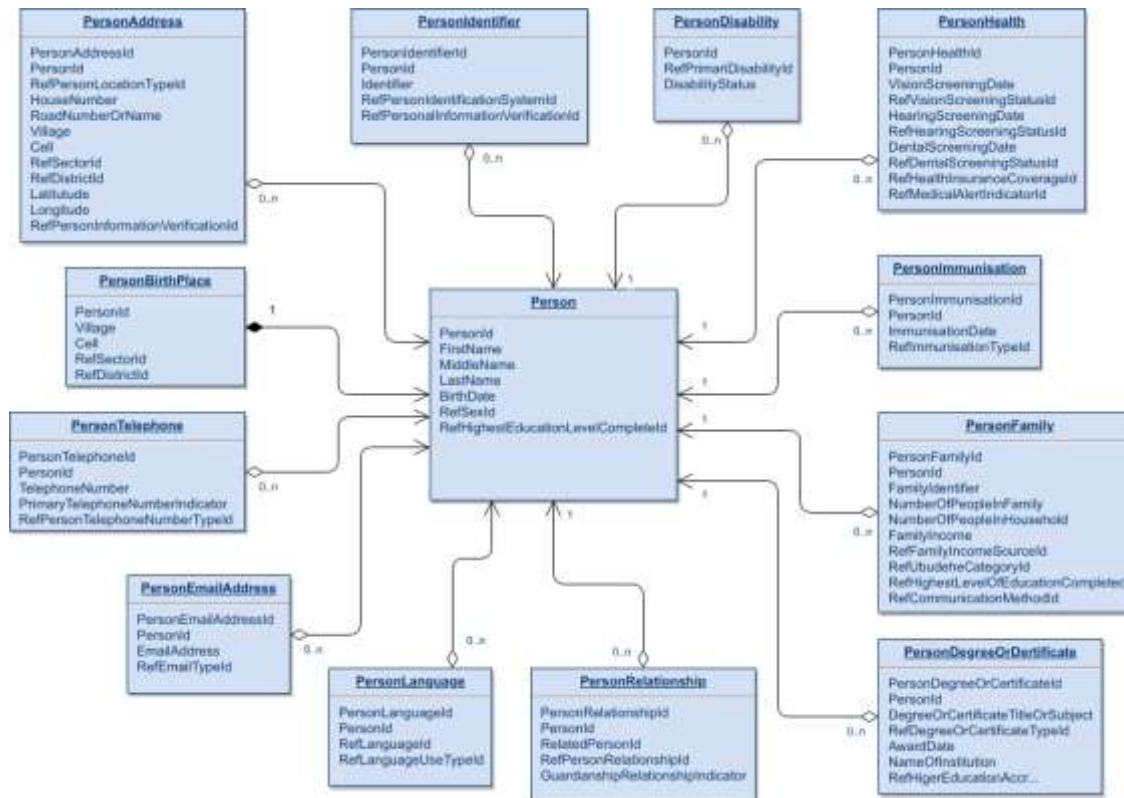 PersonAddress
PersonAddressId
PersonId
RefPersonLocationTypeId
HouseNumber
RoadNumberOrName
Village
Cell
RefSectorId
RefDistrictId
Latitutude
Longitude
RefPersonInformationVerificationId
0..n
PersonIdentifier
PersonIdentifierId
PersonId
Identifier
RefPersonIdentificationSystemId
RefPersonalInformationVerificationId
0..n
PersonDisability
PersonId
RefPrimariDisabilityId
DisabilityStatus
0..n
1
PersonHealth
PersonHealthId
PersonId
VisionScreeningDate
RefVisionScreeningStatusId
HearingScreeningDate
RefHearingScreeningStatusId
DentalScreeningDate
RefDentalScreeningStatusId
RefHealthInsuranceCoverageId
RefMedicalAlertIndicatorId
0..n
1
PersonBirthPlace
PersonId
Village
Cell
RefSectorId
RefDistrictId
1
Person
PersonId
FirstName
MiddleName
LastName
BirthDate
RefSexId
RefHighestEducationLevelCompleteId
PersonImmunisation
PersonImmunisationId
PersonId
ImmunisationDate
RefImmunisationTypeId
0..n
1
PersonTelephone
PersonTelephoneId
PersonId
TelephoneNumber
PrimaryTelephoneNumberIndicator
RefPersonTelephoneNumberTypeId
0..n
PersonFamily
PersonFamilyId
PersonId
FamilyIdentifier
NumberOfPeopleInFamily
NumberOfPeopleInHousehold
FamilyIncome
RefFamilyIncomeSourceId
RefUbudeheCategoryId
RefHighestLevelOfEducationCompleted
RefCommunicationMethodId
0..n
1
PersonEmailAddress
PersonEmailAddressId
PersonId
EmailAddress
RefEmailTypeId
0..n
PersonLanguage
PersonLanguageId
PersonId
RefLanguageId
RefLanguageUseTypeId
0..n
PersonRelationship
PersonRelationshipId
PersonId
RelatedPersonId
RefPersonRelationshipId
GuardianshipRelationshipIndicator
0..n
1
PersonDegreeOrDertificate
PersonDegreeOrCertificateId
PersonId
DegreeOrCertificateTitleOrSubject
RefDegreeOrCertificateTypeId
AwardDate
NameOfInstitution
RefHigerEducationAccr...
0..n
1